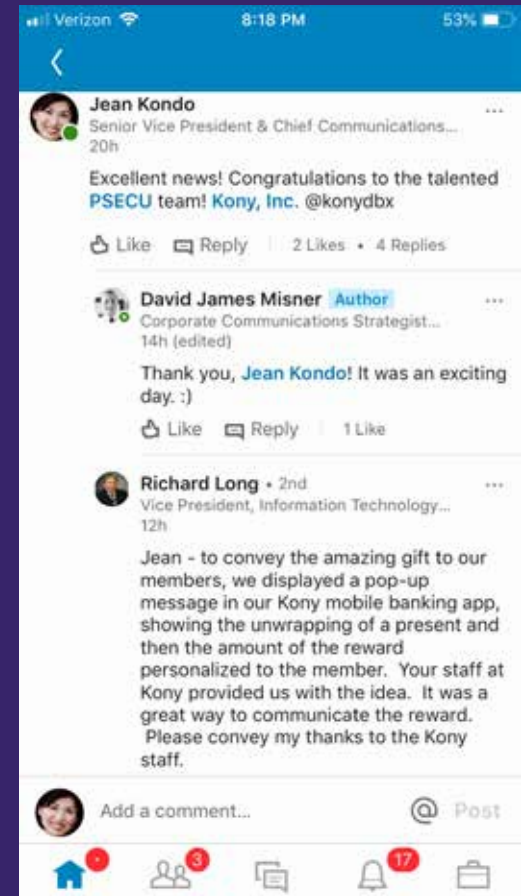 Verizon 8:18 PM 53%
Jean Kondo
Senior Vice President & Chief Communications...
20h
Excellent news! Congratulations to the talented
PSECU team! Kony, Inc. @konydbx
Like Reply 2 Likes • 4 Replies
David James Misner Author
Corporate Communications Strategist...
14h (edited)
Thank you, Jean Kondo! It was an exciting
day. :)
Like Reply 1 Like
Richard Long • 2nd
Vice President, Information Technology...
12h
Jean - to convey the amazing gift to our
members, we displayed a pop-up
message in our Kony mobile banking app,
showing the unwrapping of a present and
then the amount of the reward
personalized to the member. Your staff at
Kony provided us with the idea. It was a
great way to communicate the reward.
Please convey my thanks to the Kony
staff.
Add a comment... @ Post
3 17